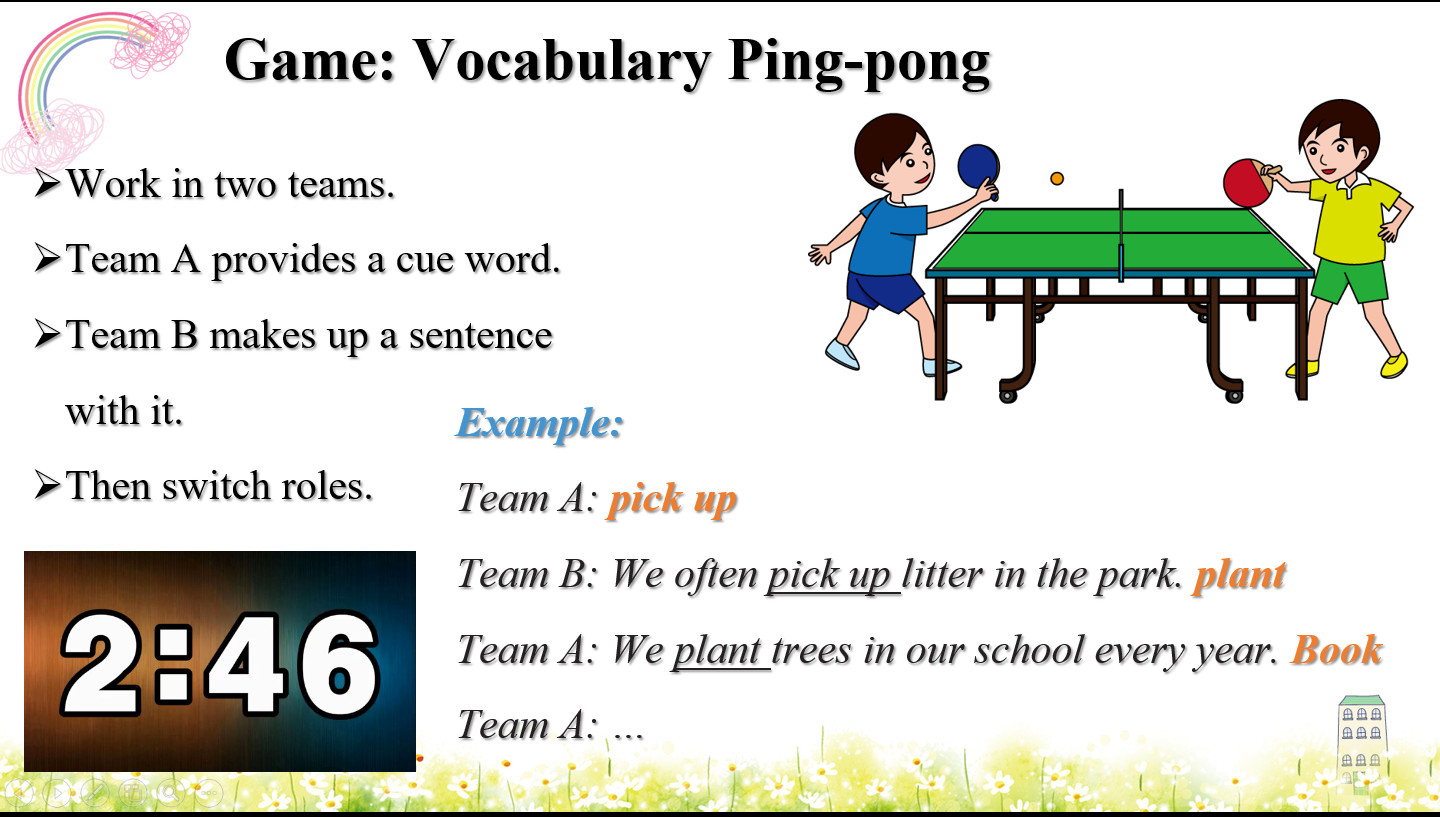 Game: Vocabulary Ping-pong
➢Work in two teams.
➢Team A provides a cue word.
➢Team B makes up a sentence
with it.
➢Then switch roles.
Example:
Team A: pick up
Team B: We often pick up litter in the park. plant
Team A: We plant trees in our school every year. Book
Team A: …
2:46